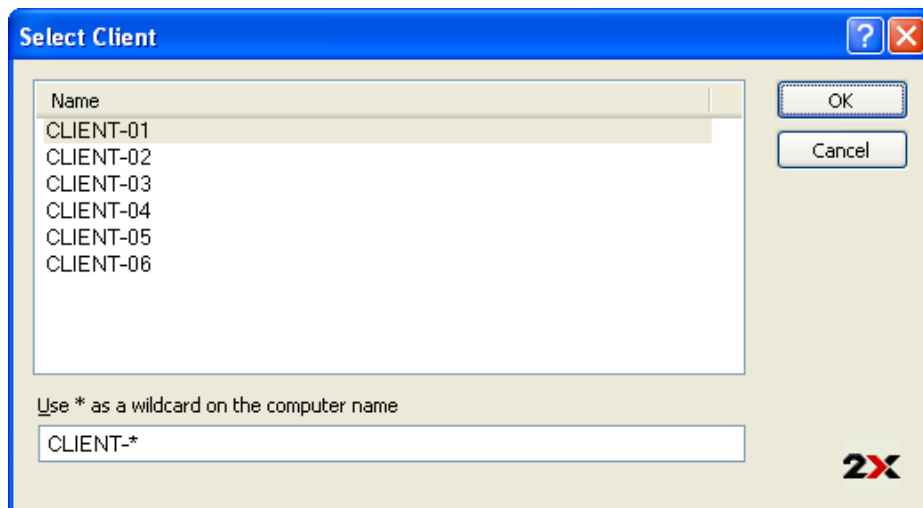 Select Client
?
Name
OK
CLIENT-01
Cancel
CLIENT-02
CLIENT-03
CLIENT-04
CLIENT-05
CLIENT-06
Use * as a wildcard on the computer name
CLIENT-*
2X